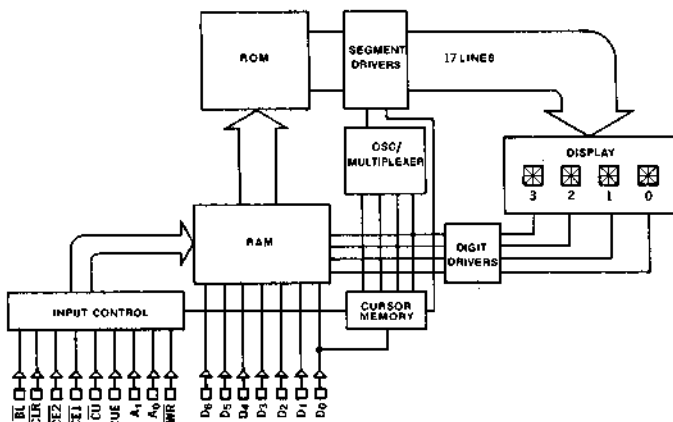 ROM
SEGMENT
DRIVERS
17 LINES
OSC/
MULTIPLEXER
DISPLAY
3 2 1 0
RAM
DIGIT
DRIVERS
INPUT CONTROL
CURSOR
MEMORY
BL CLR CE2 CE1 CU CUE A1 A0 WR D6 D5 D4 D3 D2 D1 D0